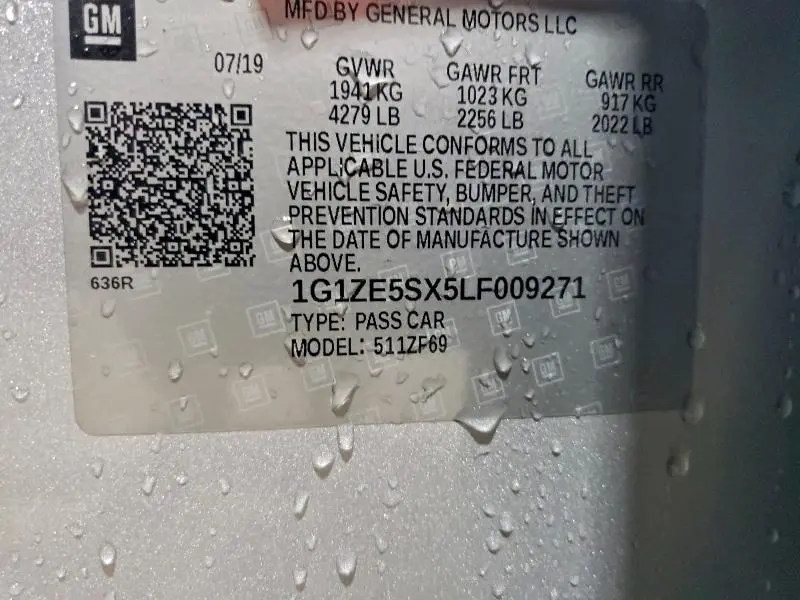 GM
MFD BY GENERAL MOTORS LLC
07/19
GVWR
1941 KG
4279 LB
GAWR FRT
1023 KG
2256 LB
GAWR RR
917 KG
2022 LB
THIS VEHICLE CONFORMS TO ALL
APPLICABLE U.S. FEDERAL MOTOR
VEHICLE SAFETY, BUMPER, AND THEFT
PREVENTION STANDARDS IN EFFECT ON
THE DATE OF MANUFACTURE SHOWN
ABOVE.
636R
1G1ZE5SX5LF009271
TYPE: PASS CAR
MODEL: 511ZF69